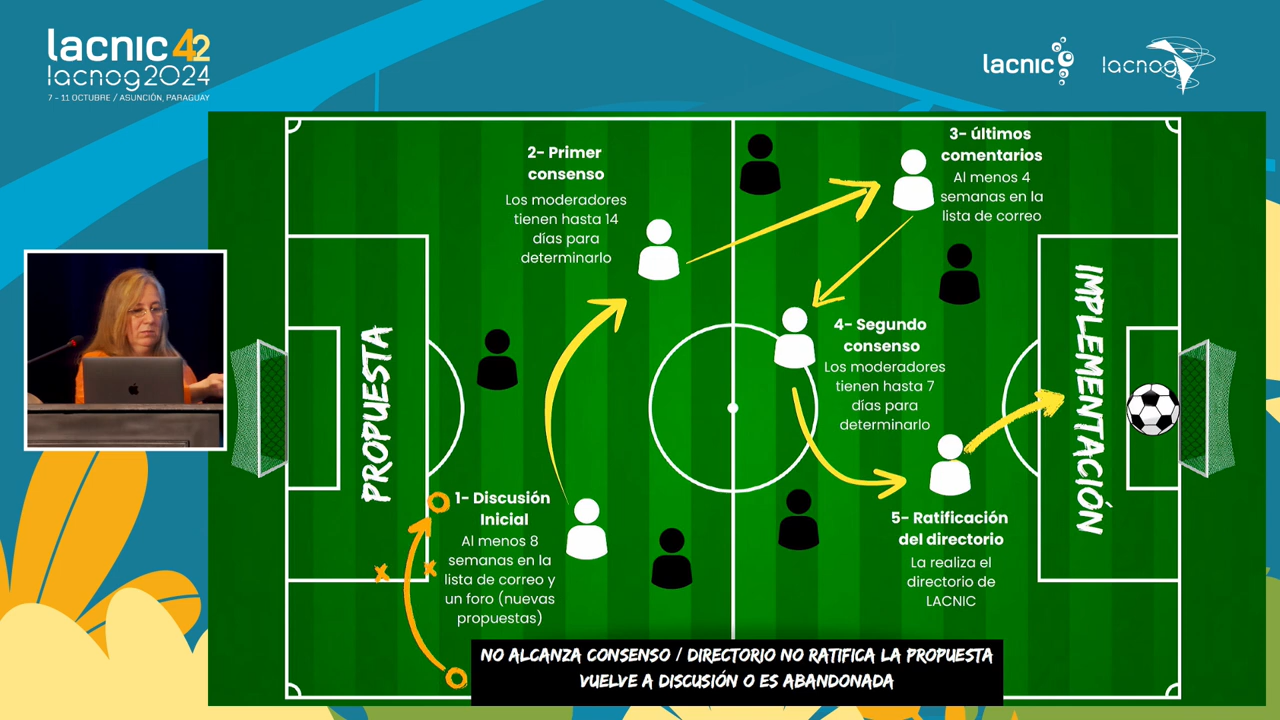 lacnic 42
lacnog2024
7 - 11 OCTUBRE / ASUNCIÓN, PARAGUAY
lacnic
lacnog
PROPUESTA
1- Discusión
Inicial
Al menos 8
semanas en la
lista de correo y
un foro (nuevas
propuestas)
2- Primer
consenso
Los moderadores
tienen hasta 14
días para
determinarlo
3- últimos
comentarios
Al menos 4
semanas en la
lista de correo
4- Segundo
consenso
Los moderadores
tienen hasta 7
días para
determinarlo
5- Ratificación
del directorio
La realiza el
directorio de
LACNIC
IMPLEMENTACIÓN
NO ALCANZA CONSENSO / DIRECTORIO NO RATIFICA LA PROPUESTA
VUELVE A DISCUSIÓN O ES ABANDONADA